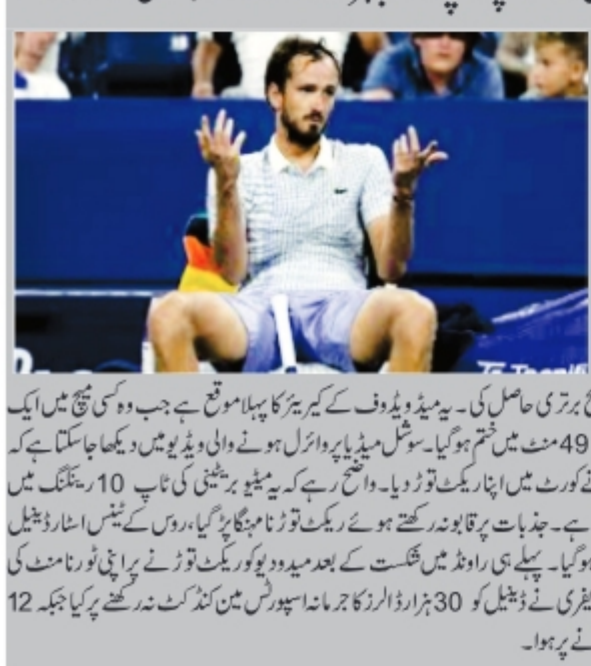 برتری حاصل کی۔ یہ میڈ ویڈوف کے کیریئر کا پہلا موقع ہے جب وہ کسی میچ میں ایک
49 منٹ میں ختم ہوگیا۔ سوشل میڈیا پر وائرل ہونے والی ویڈیو میں دیکھا جاسکتا ہے کہ
نے کورٹ میں اپنا ریکٹ توڑ دیا۔ واضح رہے کہ یہ میٹیو بریٹینی کی ٹاپ 10 رینکنگ میں
ہے۔ جذبات پر قابو نہ رکھتے ہوئے ریکٹ توڑنا مہنگا پڑ گیا، روس کے ٹینس اسٹار ڈینیل
ہوگیا۔ پہلے ہی راونڈ میں شکست کے بعد میدودیو کو ریکٹ توڑنے پر اپنی ٹورنامنٹ کی
یفری نے ڈینیل کو 30 ہزار ڈالرز کا جرمانہ اسپورٹس مین کنڈکٹ نہ رکھنے پر کیا جبکہ 12
نے پر ہوا۔